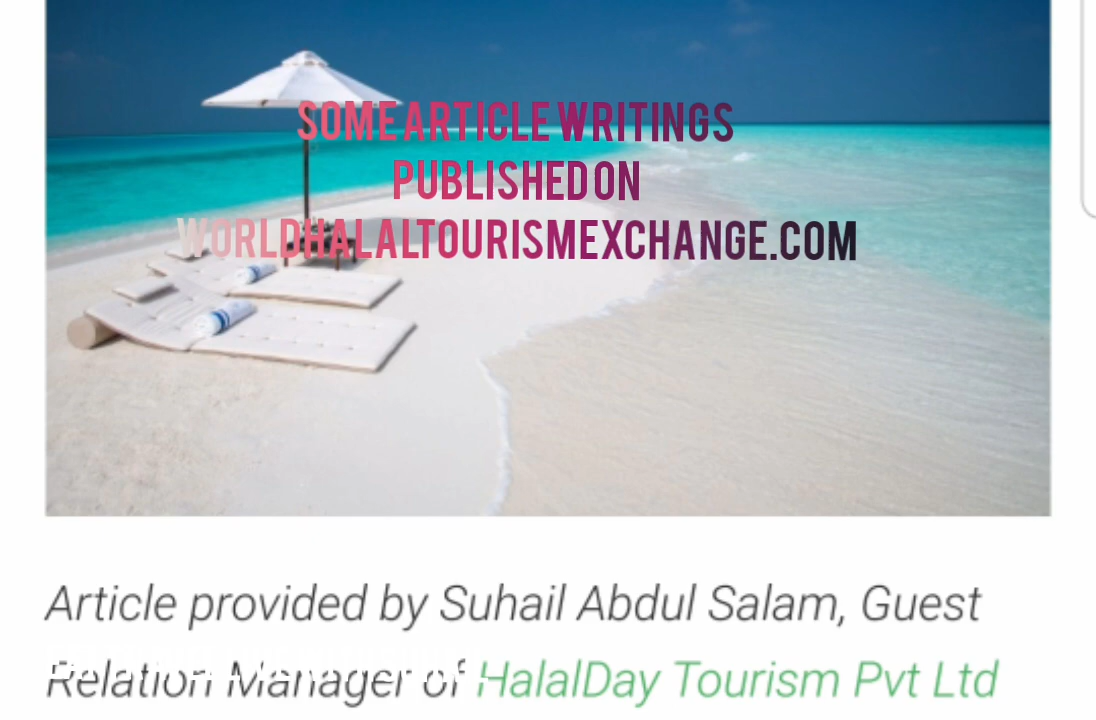 SOME ARTICLE WRITINGS
PUBLISHED ON
WORLDHALALTOURISMEXCHANGE.COM
Article provided by Suhail Abdul Salam, Guest
Relation Manager of HalalDay Tourism Pvt Ltd